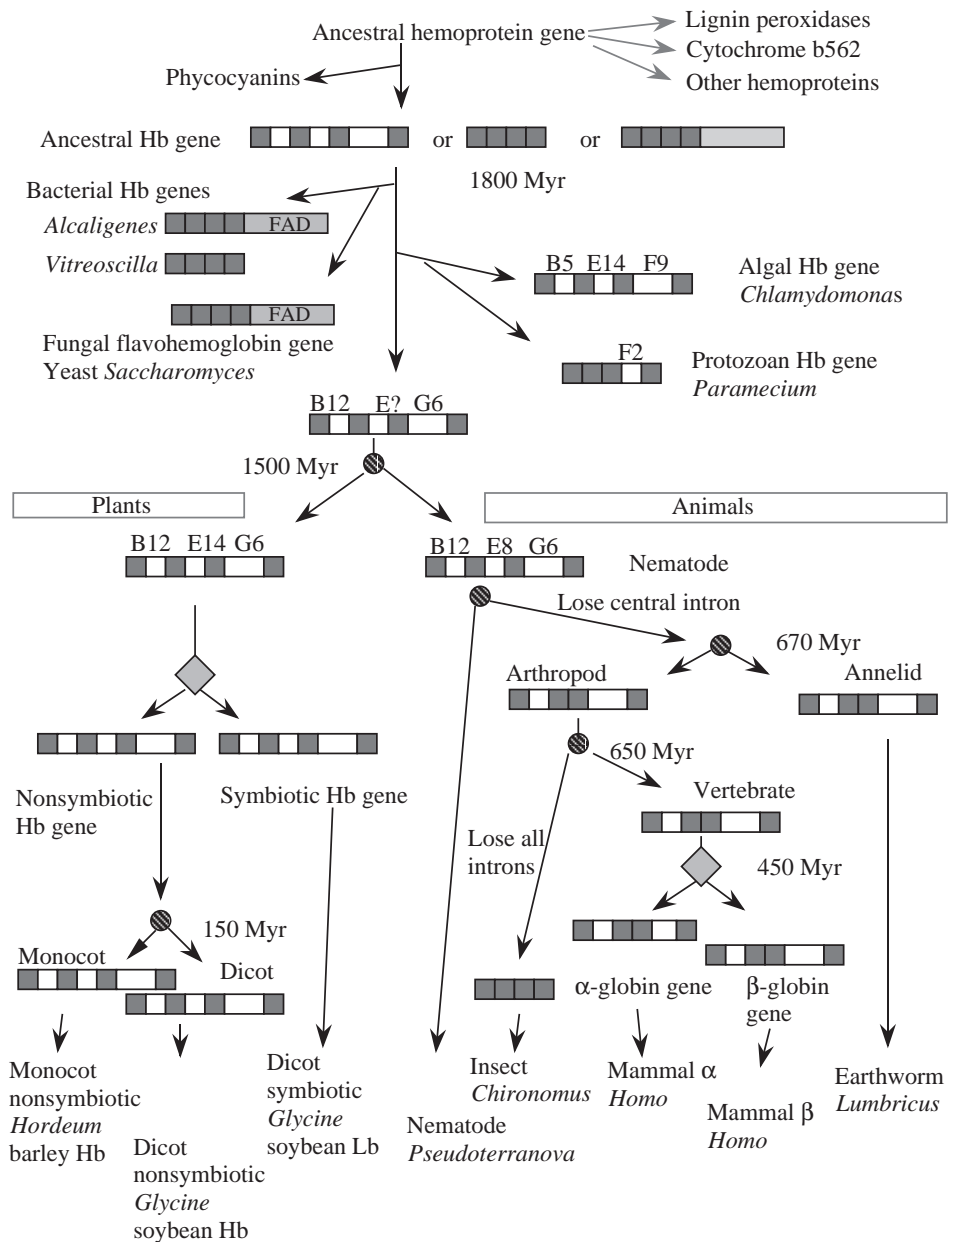 Ancestral hemoprotein gene
Lignin peroxidases
Cytochrome b562
Other hemoproteins
Phycocyanins
Ancestral Hb gene
or
or
1800 Myr
Bacterial Hb genes
Alcaligenes
FAD
Vitreoscilla
FAD
Fungal flavohemoglobin gene
Yeast Saccharomyces
B5 E14 F9
Algal Hb gene
Chlamydomonas
F2
Protozoan Hb gene
Paramecium
B12 E? G6
1500 Myr
Plants
Animals
B12 E14 G6
B12 E8 G6
Nematode
Lose central intron
670 Myr
Arthropod
Annelid
650 Myr
Nonsymbiotic
Hb gene
Symbiotic Hb gene
Vertebrate
Lose all
introns
450 Myr
150 Myr
Monocot
Dicot
α-globin gene
β-globin
gene
Monocot
nonsymbiotic
Hordeum
barley Hb
Dicot
nonsymbiotic
Glycine
soybean Hb
Dicot
symbiotic
Glycine
soybean Lb
Nematode
Pseudoterranova
Insect
Chironomus
Mammal α
Homo
Mammal β
Homo
Earthworm
Lumbricus